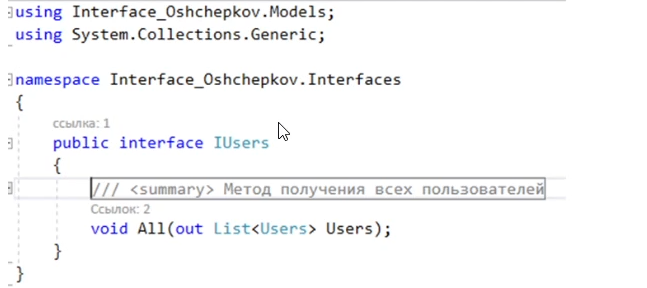 using Interface_Oshchepkov.Models;
using System.Collections.Generic;
namespace Interface_Oshchepkov.Interfaces
{
ссылка: 1
public interface IUsers
{
/// <summary> Метод получения всех пользователей
Ссылок: 2
void All(out List<Users> Users);
}
}